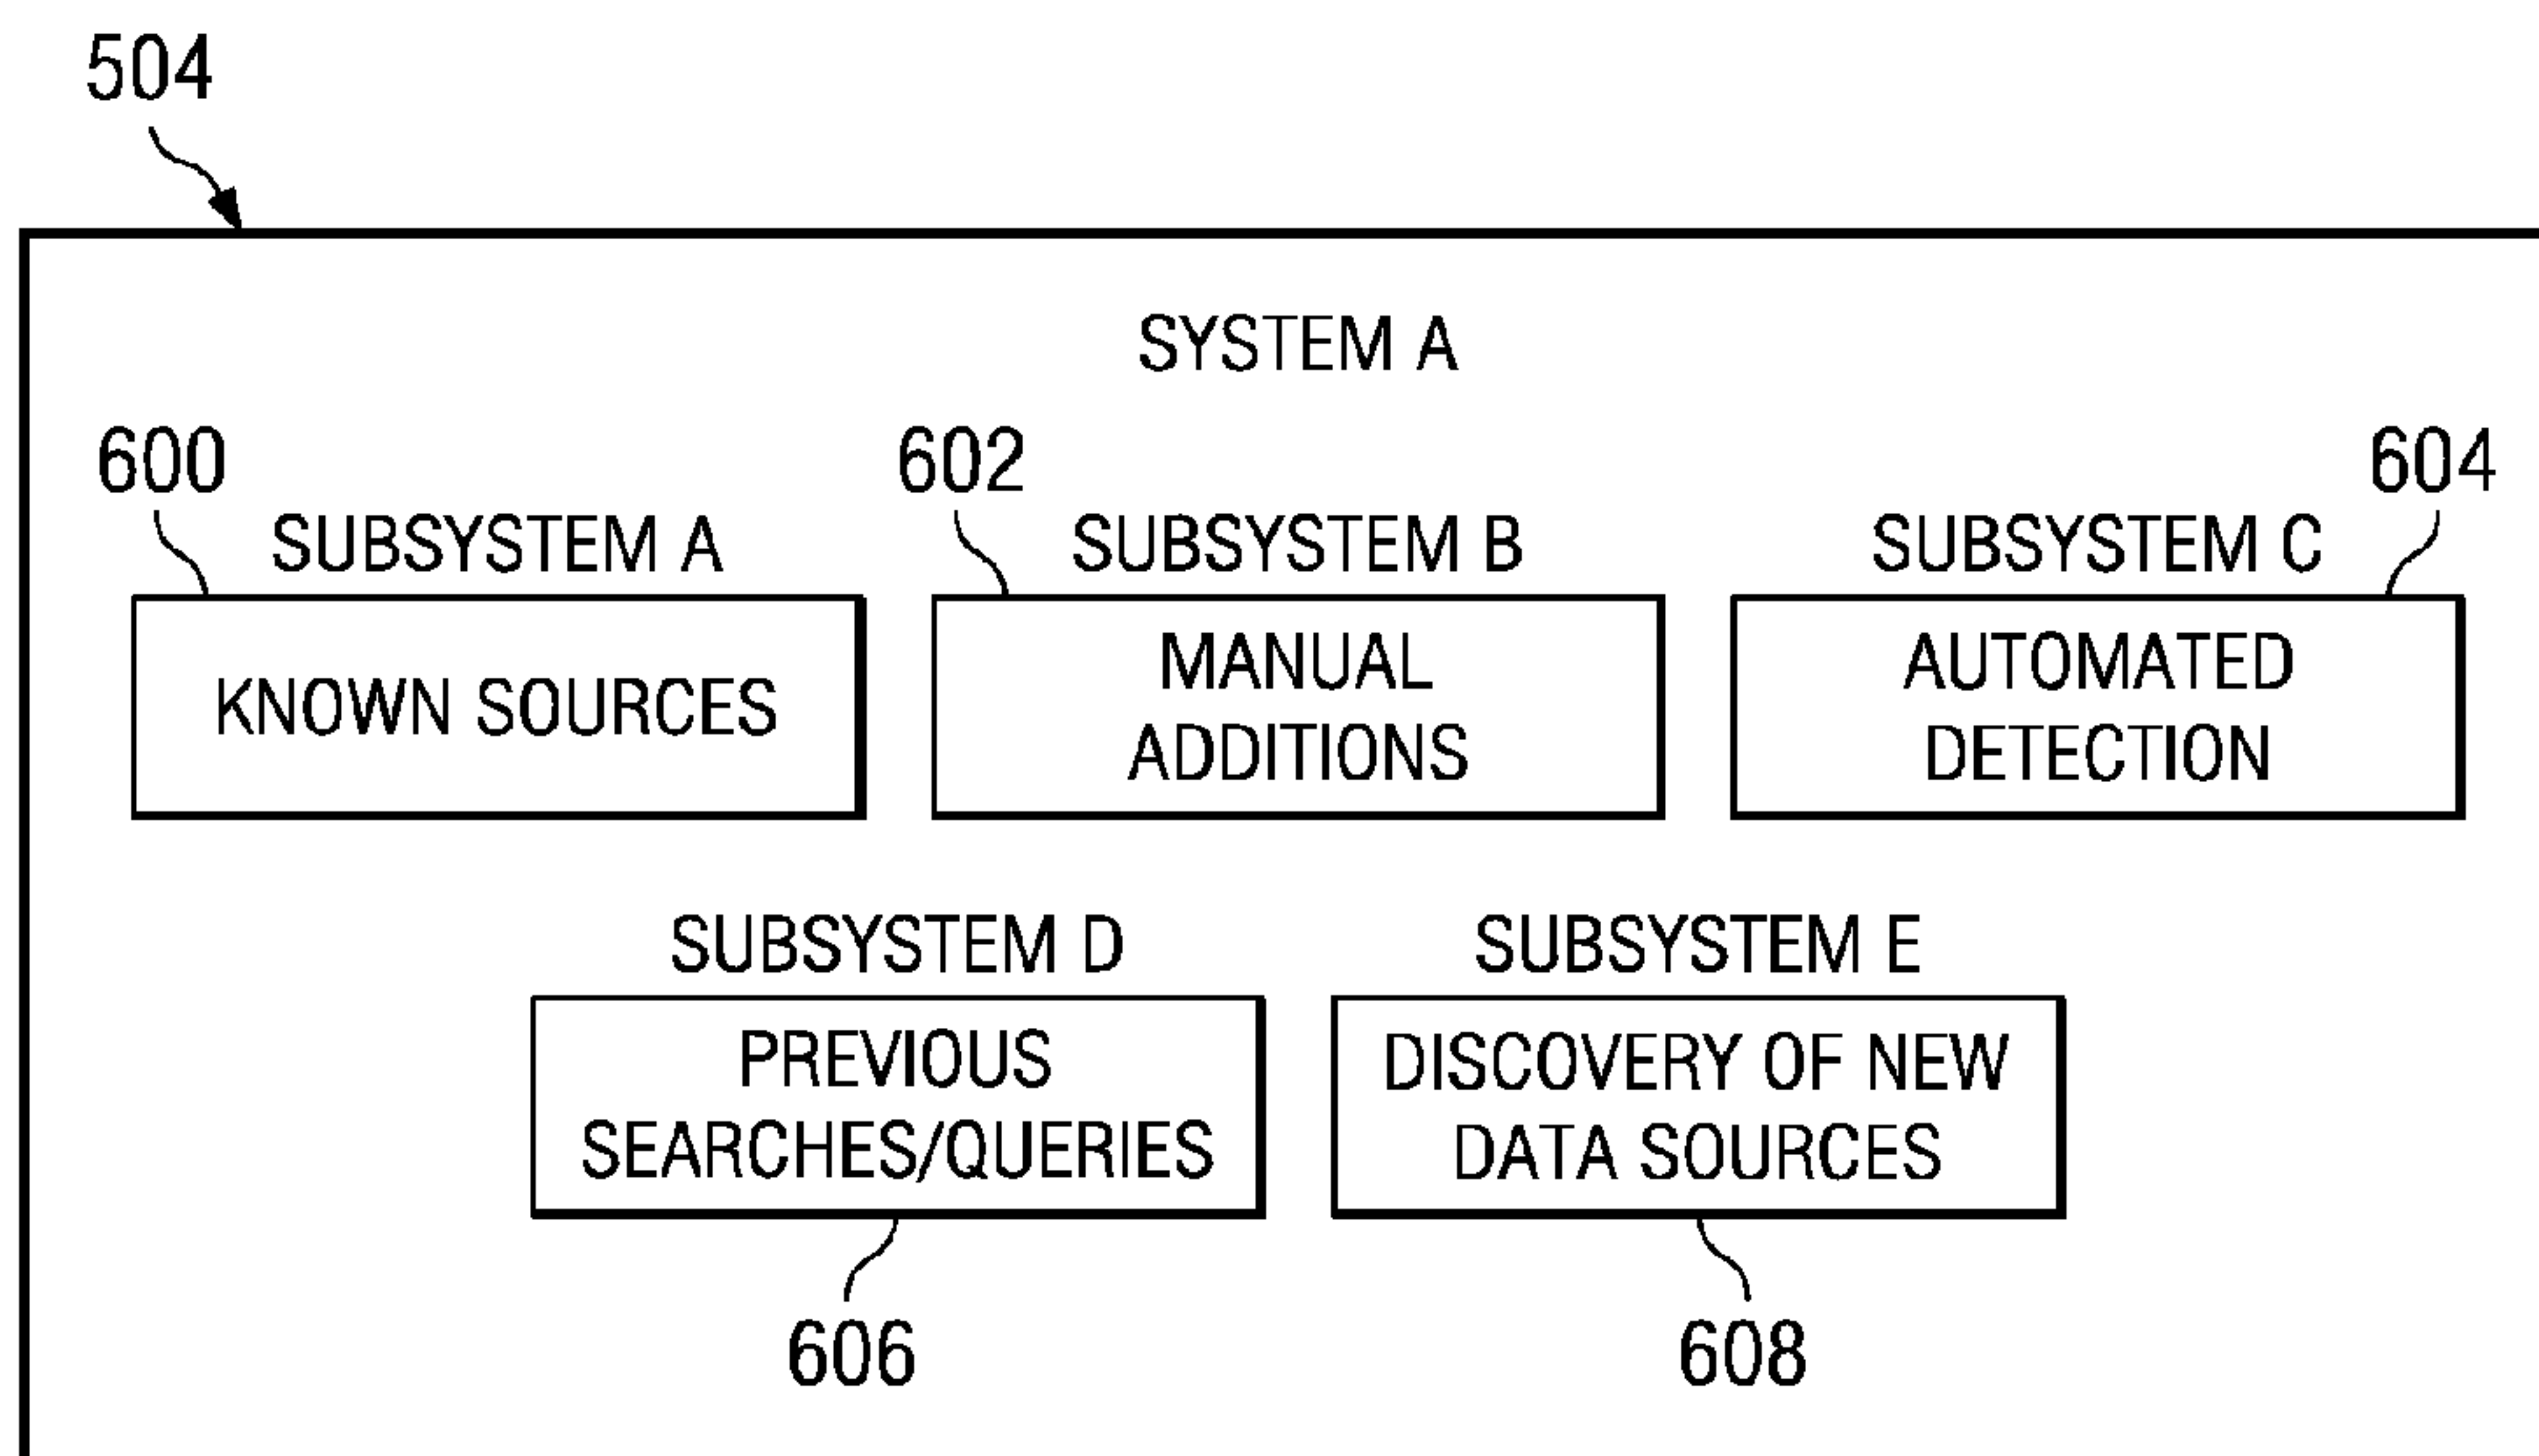 504
SYSTEM A
600
602
604
SUBSYSTEM A
SUBSYSTEM B
SUBSYSTEM C
KNOWN SOURCES
MANUAL
ADDITIONS
AUTOMATED
DETECTION
SUBSYSTEM D
SUBSYSTEM E
PREVIOUS
SEARCHES/QUERIES
DISCOVERY OF NEW
DATA SOURCES
606
608